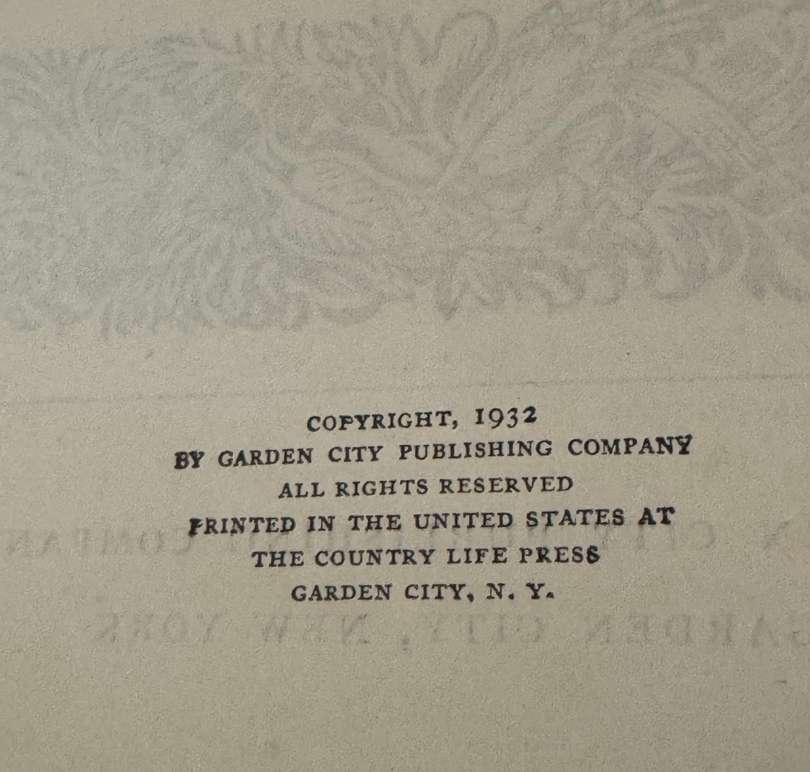 COPYRIGHT, 1932
BY GARDEN CITY PUBLISHING COMPANY
ALL RIGHTS RESERVED
PRINTED IN THE UNITED STATES AT
THE COUNTRY LIFE PRESS
GARDEN CITY, N. Y.